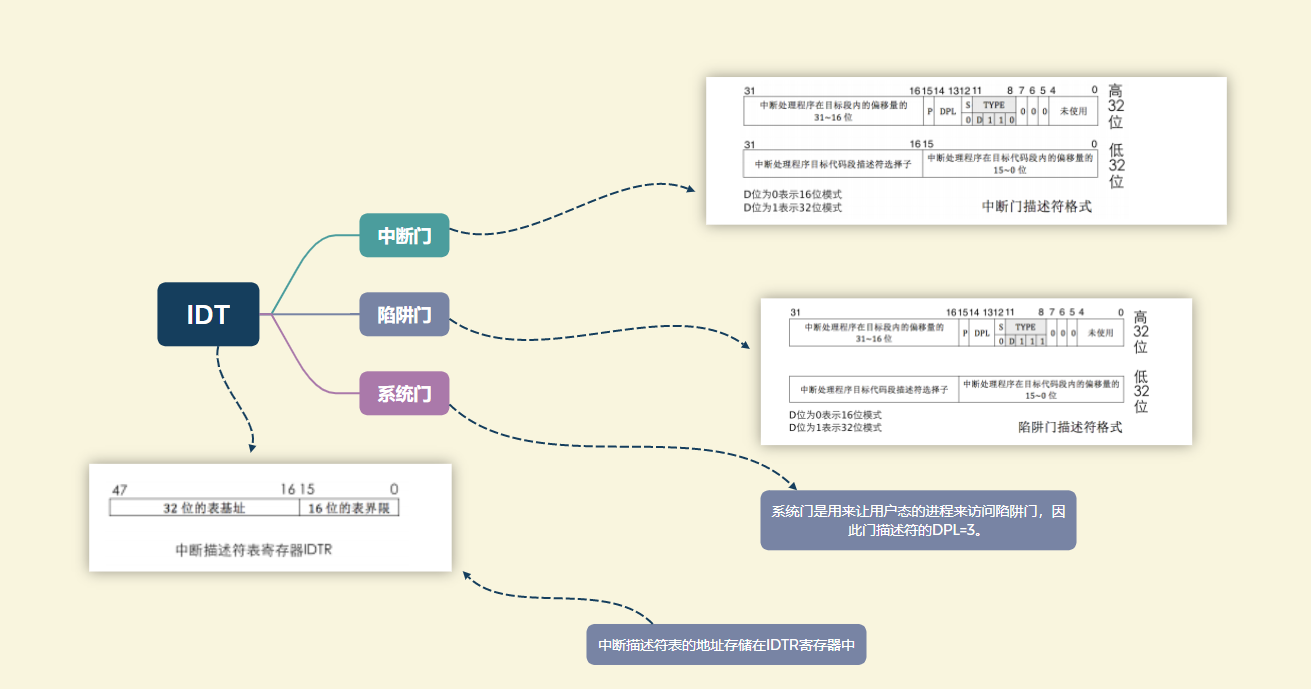 31 16 15 14 13 12 11 8 7 6 5 4 0
中断处理程序在目标段内的偏移量的
31~16 位
P DPL S TYPE 0 0 0 未使用
0 D 1 1 0
高
32
位
31 16 15 0
中断处理程序目标代码段描述符选择子
中断处理程序在目标代码段内的偏移量的
15~0 位
低
32
位
D位为0表示16位模式
D位为1表示32位模式
中断门描述符格式
中断门
IDT
陷阱门
系统门
31 16 15 14 13 12 11 8 7 6 5 4 0
中断处理程序在目标段内的偏移量的
31~16 位
P DPL S TYPE 0 0 0 未使用
0 D 1 1 1
高
32
位
中断处理程序目标代码段描述符选择子
中断处理程序在目标代码段内的偏移量的
15~0 位
低
32
位
D位为0表示16位模式
D位为1表示32位模式
陷阱门描述符格式
47 16 15 0
32 位的表基址 16 位的表界限
中断描述符表寄存器IDTR
系统门是用来让用户态的进程来访问陷阱门，因
此门描述符的DPL=3。
中断描述符表的地址存储在IDTR寄存器中